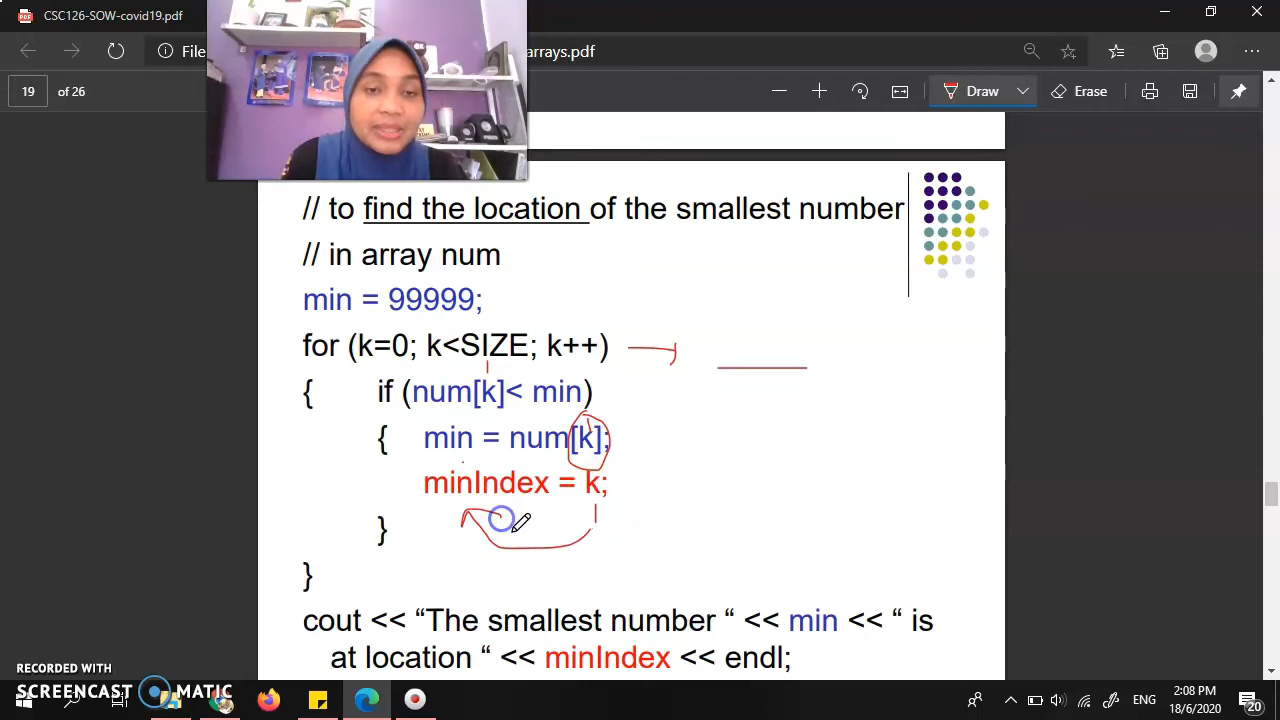 CSC126-SOW-covid19.pdf
File
arrays.pdf
19 of 26
Draw
Erase
// to find the location of the smallest number
// in array num
min = 99999;
for (k=0; k<SIZE; k++)
{ if (num[k]< min)
{ min = num[k];
minIndex = k;
}
}
cout << “The smallest number “ << min << “ is
at location “ << minIndex << endl;
RECORDED WITH
SCREENCAST MATIC
ENG
2:08 PM
18/6/2020
20